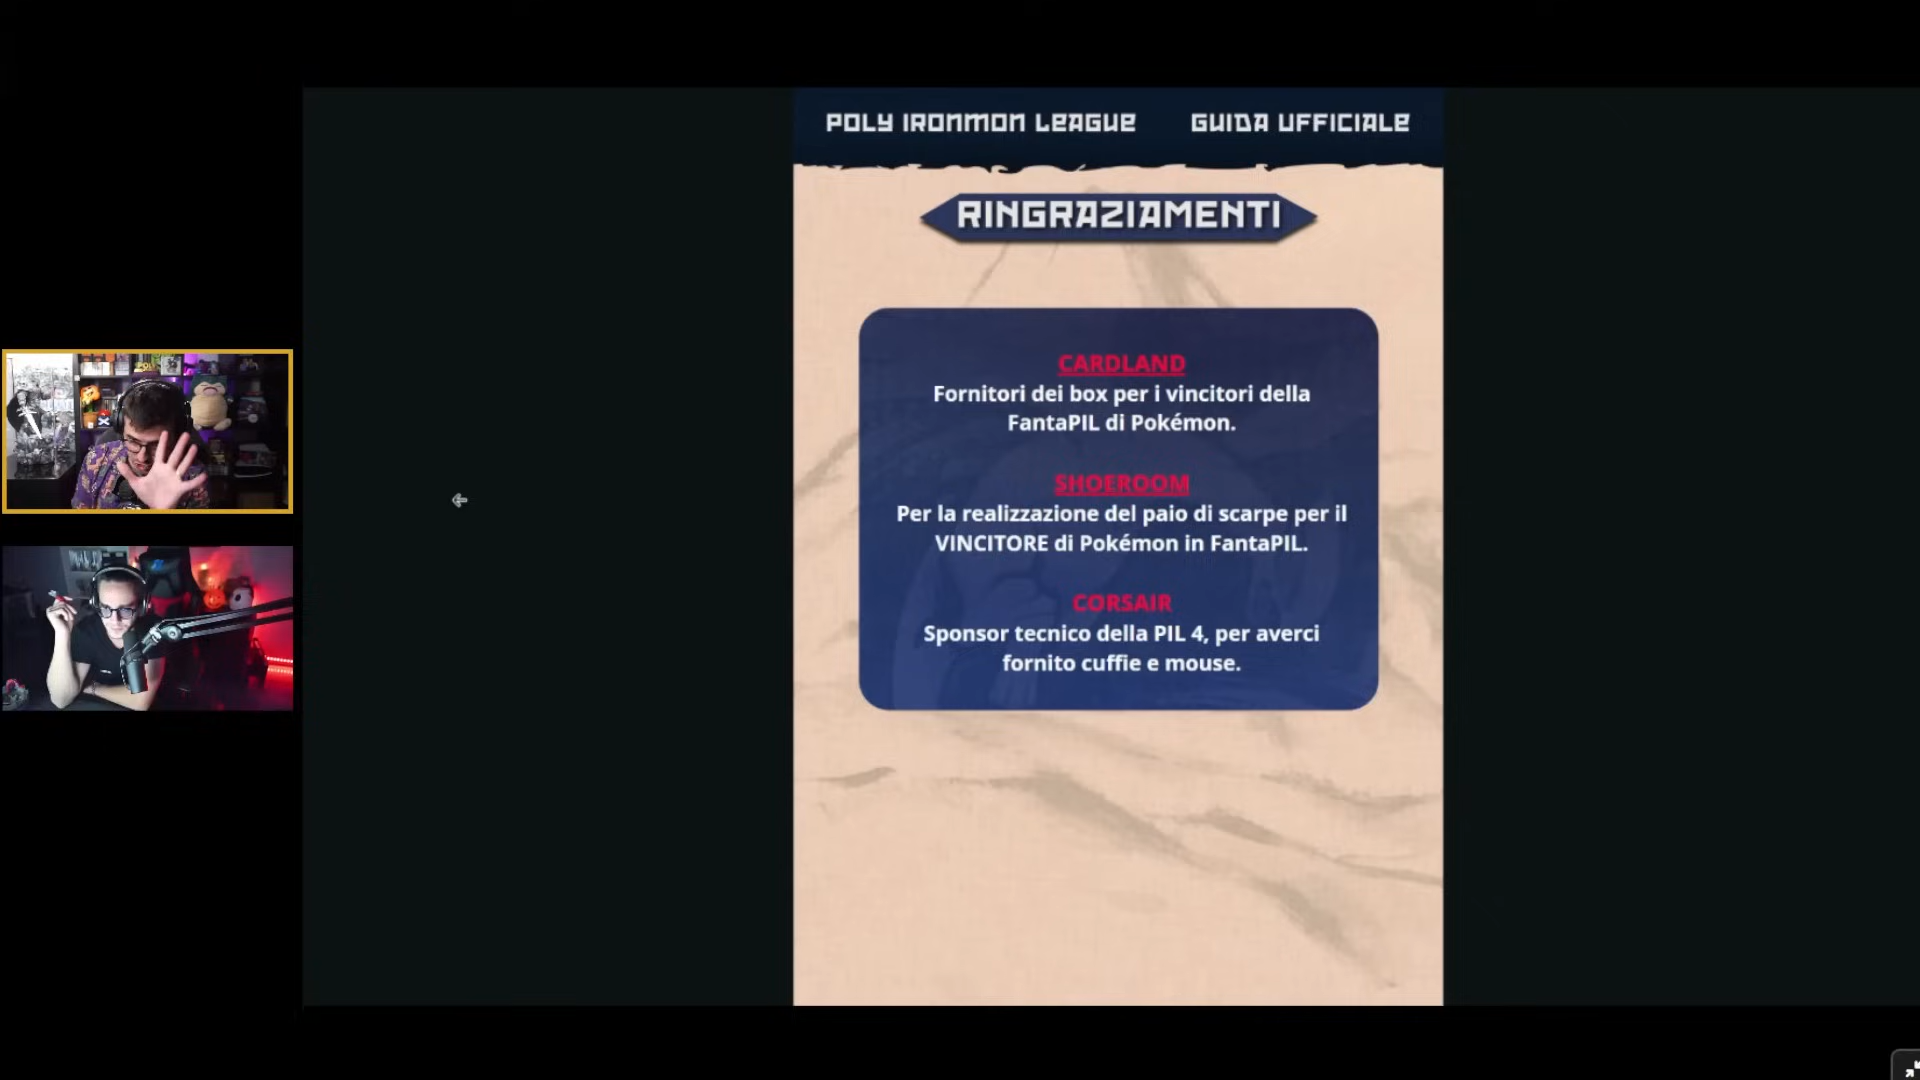 POLY IRONMON LEAGUE
GUIDA UFFICIALE
RINGRAZIAMENTI
CARDLAND
Fornitori dei box per i vincitori della
FantaPIL di Pokémon.
SHOEROOM
Per la realizzazione del paio di scarpe per il
VINCITORE di Pokémon in FantaPIL.
CORSAIR
Sponsor tecnico della PIL 4, per averci
fornito cuffie e mouse.